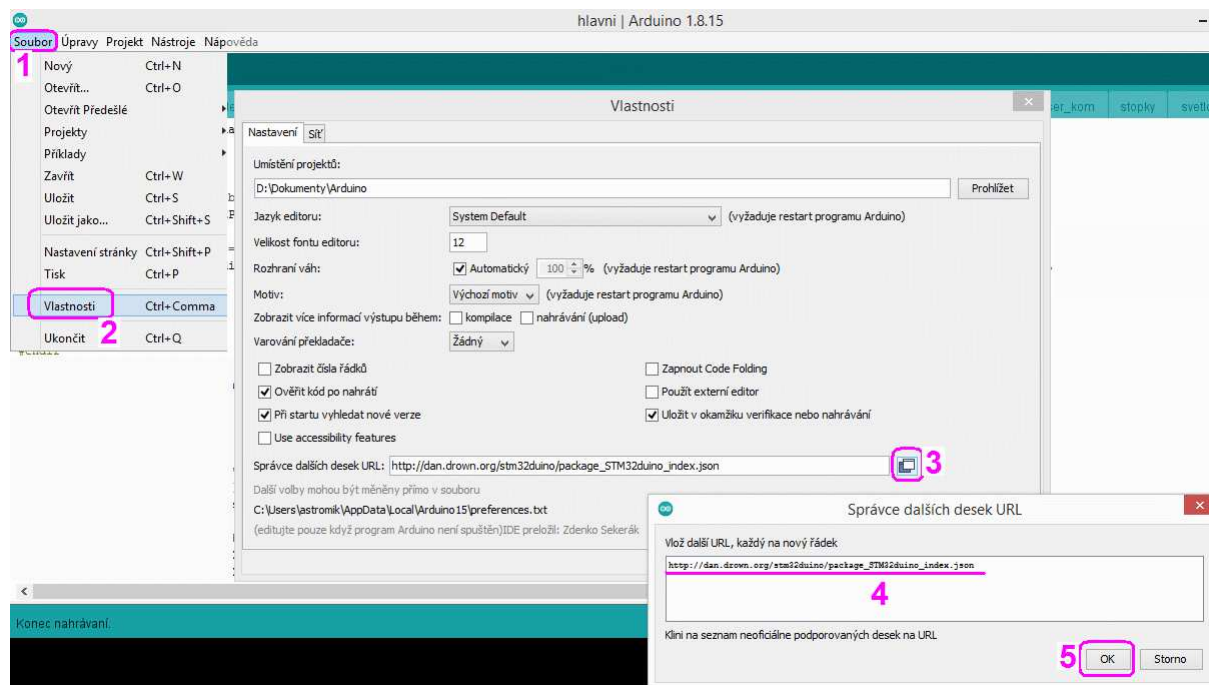 hlavni | Arduino 1.8.15
Soubor Úpravy Projekt Nástroje Nápověda
1
Nový Ctrl+N
Otevřít... Ctrl+O
Otevřít Předešlé
Projekty
Příklady
Zavřít Ctrl+W
Uložit Ctrl+S
Uložit jako... Ctrl+Shift+S
Nastavení stránky Ctrl+Shift+P
Tisk Ctrl+P
Vlastnosti Ctrl+Comma
2
Ukončit Ctrl+Q
ser_kom stopky
Vlastnosti
Nastavení Síť
Umístění projektů:
D:\Dokumenty\Arduino Prohlížet
Jazyk editoru: System Default (vyžaduje restart programu Arduino)
Velikost fontu editoru: 12
Rozhraní váh: Automatický 100 % (vyžaduje restart programu Arduino)
Motiv: Výchozí motiv (vyžaduje restart programu Arduino)
Zobrazit více informací výstupu během: kompilace nahrávání (upload)
Varování překladače: Žádný
Zobrazit čísla řádků Zapnout Code Folding
Ověřit kód po nahrátí Použít externí editor
Při startu vyhledat nové verze Uložit v okamžiku verifikace nebo nahrávání
Use accessibility features
Správce dalších desek URL: http://dan.drown.org/stm32duino/package_STM32duino_index.json 3
Další volby mohou být měněny přímo v souboru
C:\Users\astromik\AppData\Local\Arduino15\preferences.txt
(editujte pouze když program Arduino není spuštěn)IDE preložil: Zdenko Sekerák
Správce dalších desek URL
Vlož další URL, každý na nový řádek
http://dan.drown.org/stm32duino/package_STM32duino_index.json
4
Klini na seznam neoficiálne podporovaných desek na URL
5 OK Storno
Konec nahrávaní.